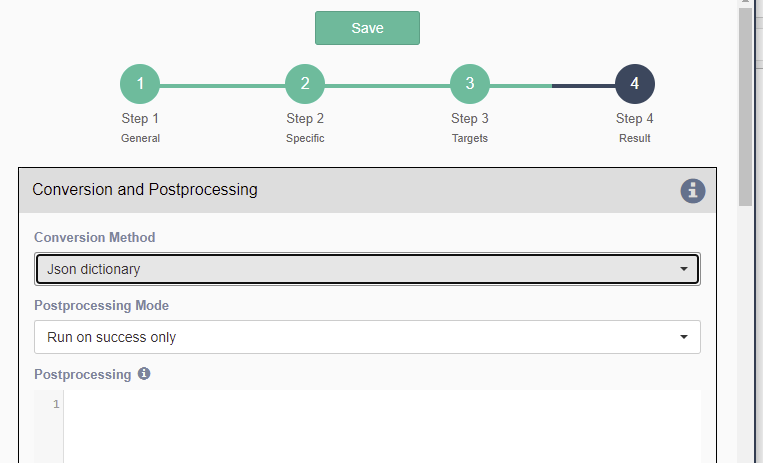 Save
1 2 3 4
Step 1 Step 2 Step 3 Step 4
General Specific Targets Result
Conversion and Postprocessing
Conversion Method
Json dictionary
Postprocessing Mode
Run on success only
Postprocessing
1